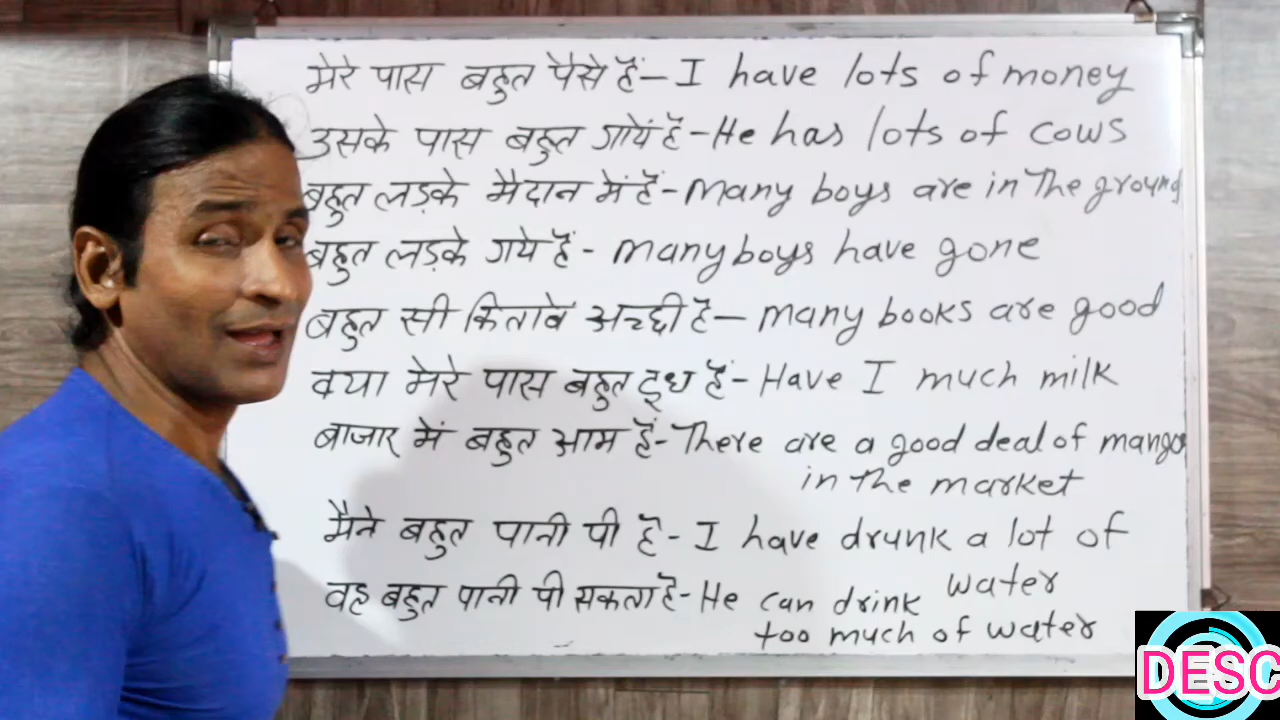 मेरे पास बहुत पैसे हैं – I have lots of money
उसके पास बहुत गायें हैं – He has lots of cows
बहुत लड़के मैदान में हैं – Many boys are in the ground
बहुत लड़के गये हैं – Many boys have gone
बहुत सी किताबें अच्छी है – Many books are good
क्या मेरे पास बहुत दूध है – Have I much milk
बाजार में बहुत आम हैं – There are a good deal of mangos
in the market
मैंने बहुत पानी पी है – I have drunk a lot of
water
वह बहुत पानी पी सकता है – He can drink
too much of water
DESC